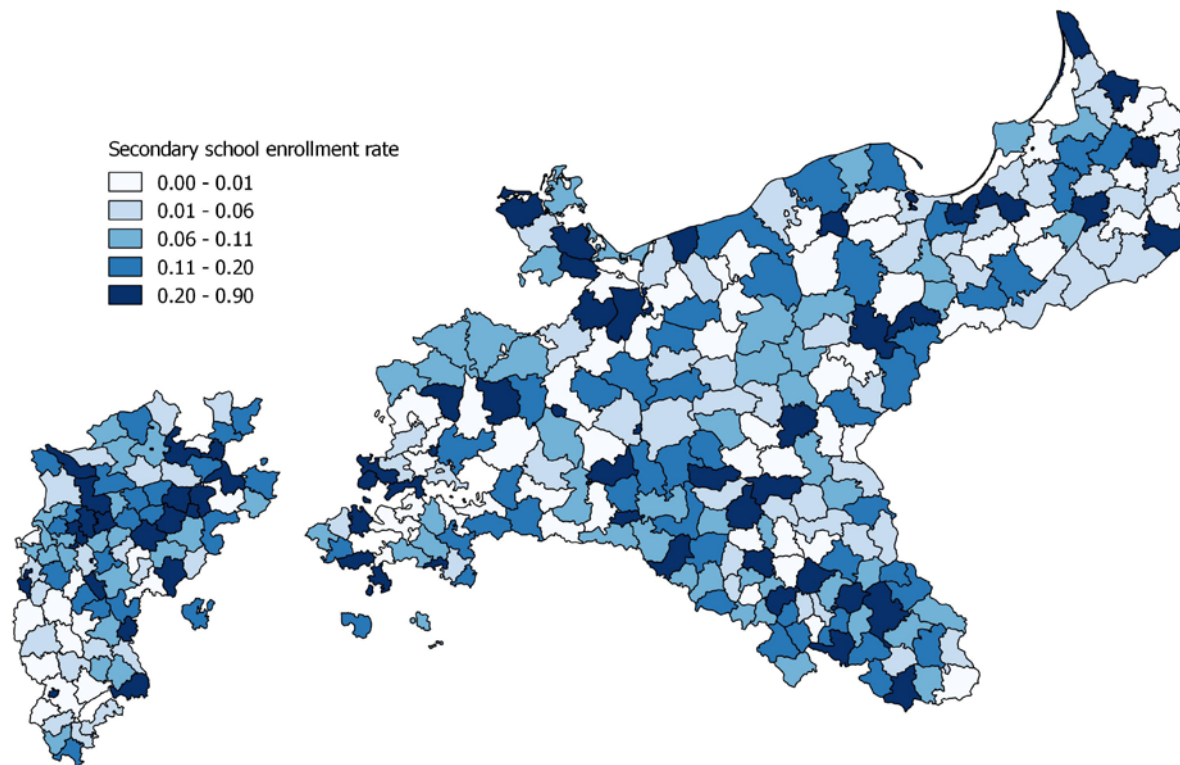 Secondary school enrollment rate
0.00 - 0.01
0.01 - 0.06
0.06 - 0.11
0.11 - 0.20
0.20 - 0.90